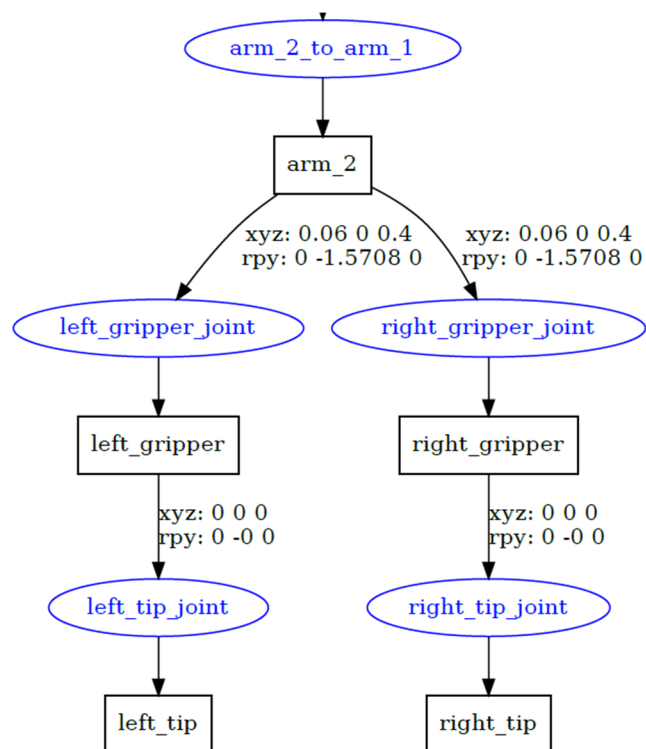 arm_2_to_arm_1
arm_2
xyz: 0.06 0 0.4
rpy: 0 -1.5708 0
xyz: 0.06 0 0.4
rpy: 0 -1.5708 0
left_gripper_joint
right_gripper_joint
left_gripper
right_gripper
xyz: 0 0 0
rpy: 0 -0 0
xyz: 0 0 0
rpy: 0 -0 0
left_tip_joint
right_tip_joint
left_tip
right_tip